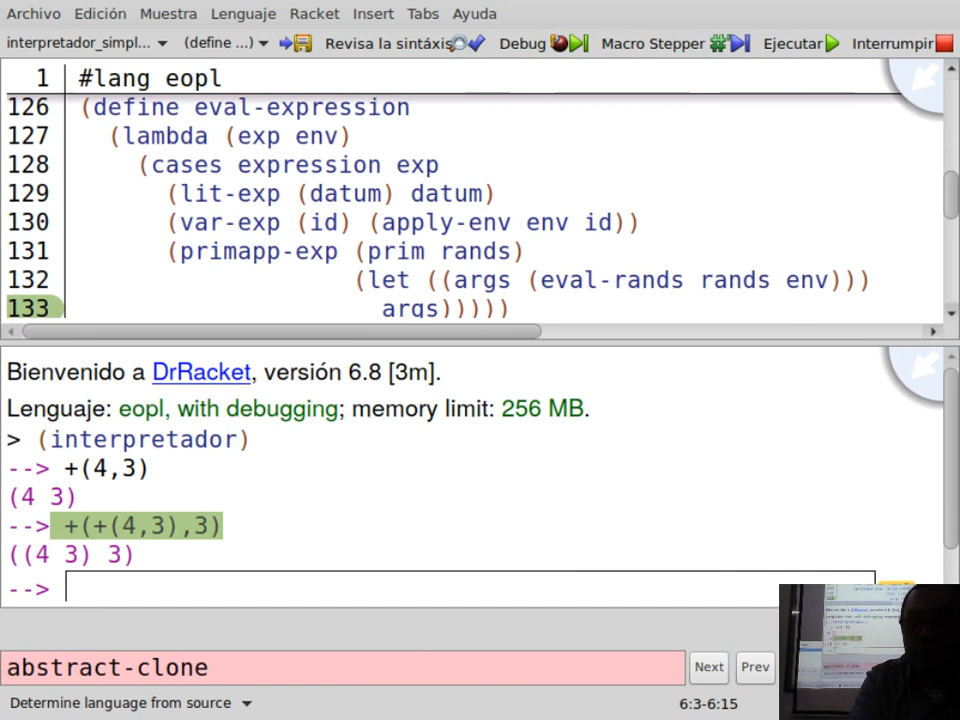 Archivo Edición Muestra Lenguaje Racket Insert Tabs Ayuda
interpretador_simpl... (define ...) Revisa la sintáxis Debug Macro Stepper Ejecutar Interrumpir
1 #lang eopl
126 (define eval-expression
127 (lambda (exp env)
128 (cases expression exp
129 (lit-exp (datum) datum)
130 (var-exp (id) (apply-env env id))
131 (primapp-exp (prim rands)
132 (let ((args (eval-rands rands env)))
133 args)))))
Bienvenido a DrRacket, versión 6.8 [3m].
Lenguaje: eopl, with debugging; memory limit: 256 MB.
> (interpretador)
--> +(4,3)
(4 3)
--> +(+(4,3),3)
((4 3) 3)
-->
abstract-clone Next Prev
Determine language from source 6:3-6:15